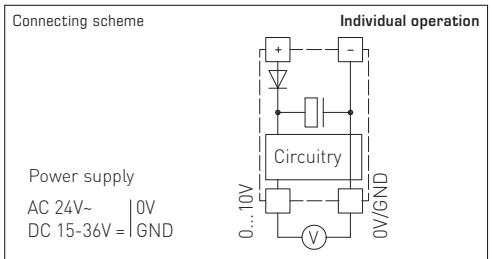 Connecting scheme
Individual operation
+ −
Circuitry
Power supply
AC 24V~ 0V
DC 15-36V = GND
0...10V
0V/GND
V